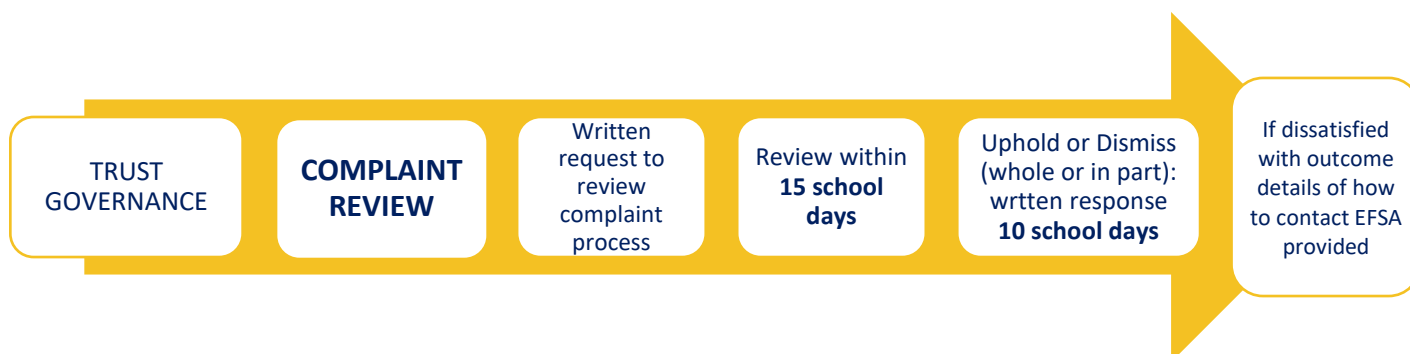 TRUST
GOVERNANCE
COMPLAINT
REVIEW
Written
request to
review
complaint
process
Review within
15 school
days
Uphold or Dismiss
(whole or in part):
wrtten response
10 school days
If dissatisfied
with outcome
details of how
to contact EFSA
provided